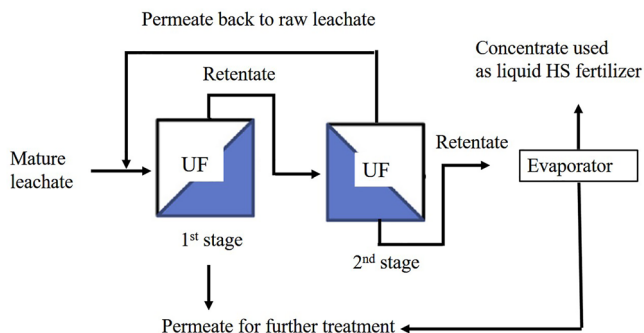 Permeate back to raw leachate
Concentrate used
as liquid HS fertilizer
Retentate
Retentate
Mature
leachate
UF
UF
Evaporator
1st stage
2nd stage
Permeate for further treatment